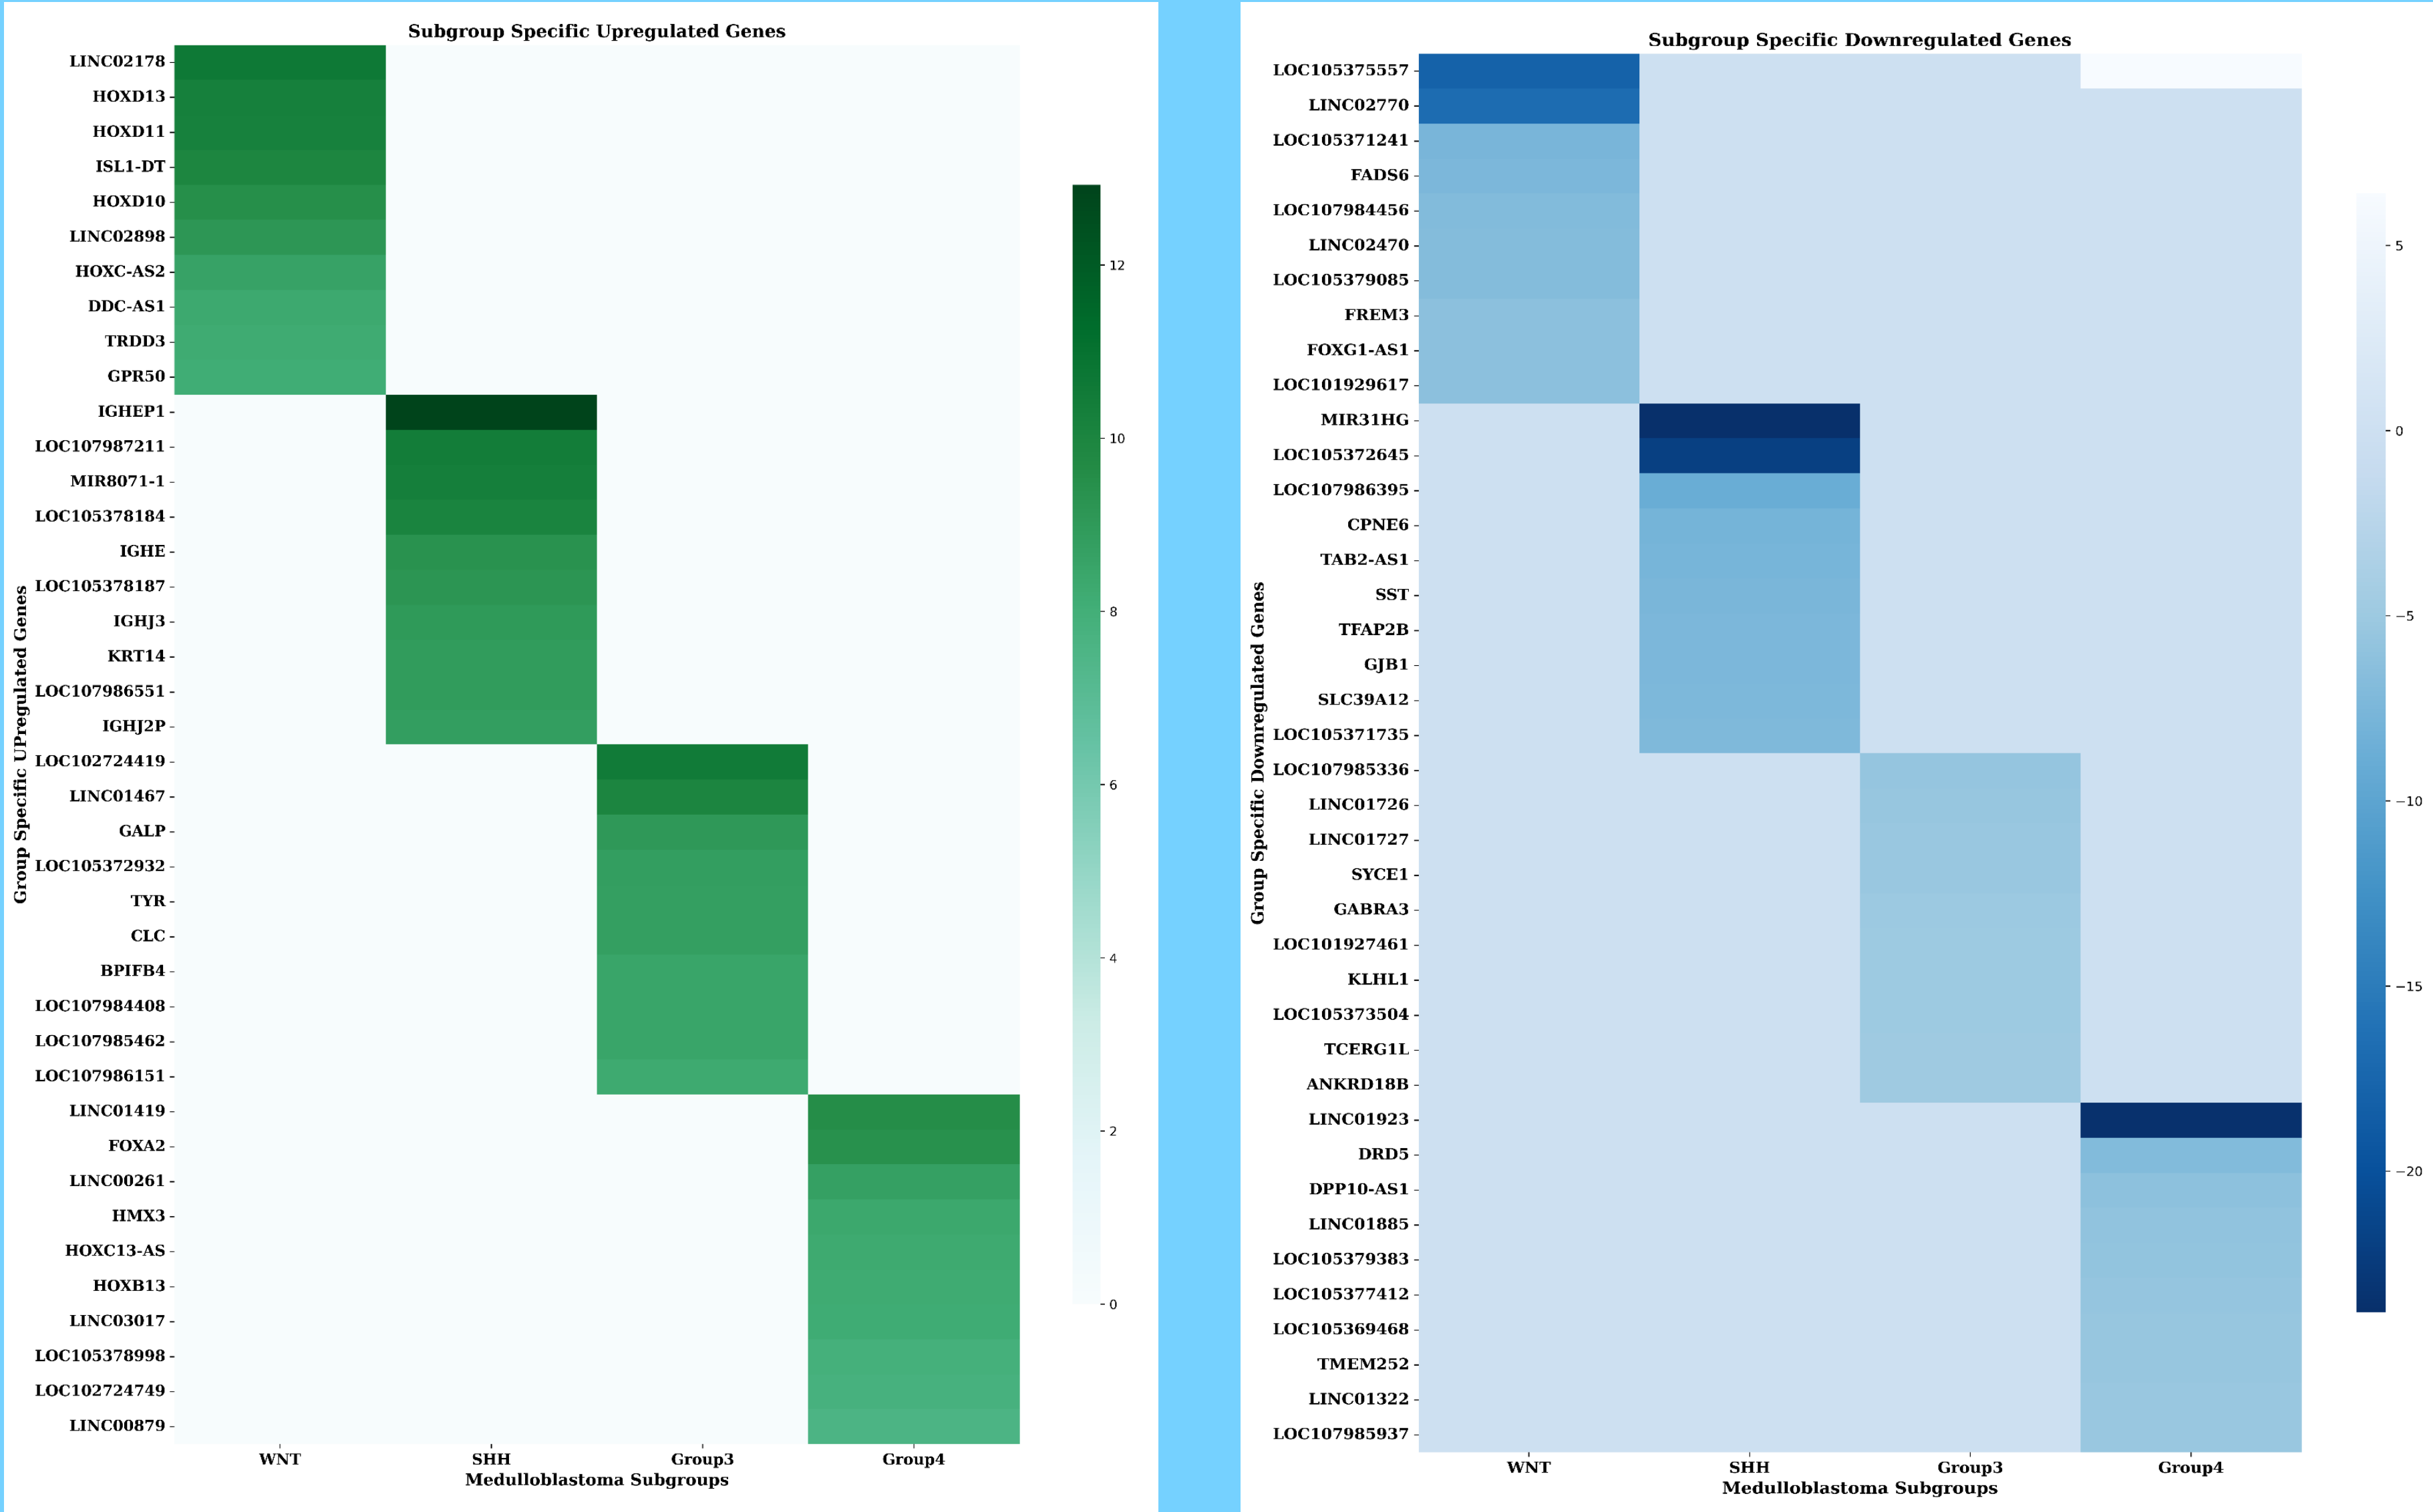 Subgroup Specific Upregulated Genes
Group Specific UPregulated Genes
LINC02178
HOXD13
HOXD11
ISL1-DT
HOXD10
LINC02898
HOXC-AS2
DDC-AS1
TRDD3
GPR50
IGHEP1
LOC107987211
MIR8071-1
LOC105378184
IGHE
LOC105378187
IGHJ3
KRT14
LOC107986551
IGHJ2P
LOC102724419
LINC01467
GALP
LOC105372932
TYR
CLC
BPIFB4
LOC107984408
LOC107985462
LOC107986151
LINC01419
FOXA2
LINC00261
HMX3
HOXC13-AS
HOXB13
LINC03017
LOC105378998
LOC102724749
LINC00879
WNT SHH Group3 Group4
Medulloblastoma Subgroups
12
10
8
6
4
2
0
Subgroup Specific Downregulated Genes
Group Specific Downregulated Genes
LOC105375557
LINC02770
LOC105371241
FADS6
LOC107984456
LINC02470
LOC105379085
FREM3
FOXG1-AS1
LOC101929617
MIR31HG
LOC105372645
LOC107986395
CPNE6
TAB2-AS1
SST
TFAP2B
GJB1
SLC39A12
LOC105371735
LOC107985336
LINC01726
LINC01727
SYCE1
GABRA3
LOC101927461
KLHL1
LOC105373504
TCERG1L
ANKRD18B
LINC01923
DRD5
DPP10-AS1
LINC01885
LOC105379383
LOC105377412
LOC105369468
TMEM252
LINC01322
LOC107985937
WNT SHH Group3 Group4
Medulloblastoma Subgroups
5
0
−5
−10
−15
−20